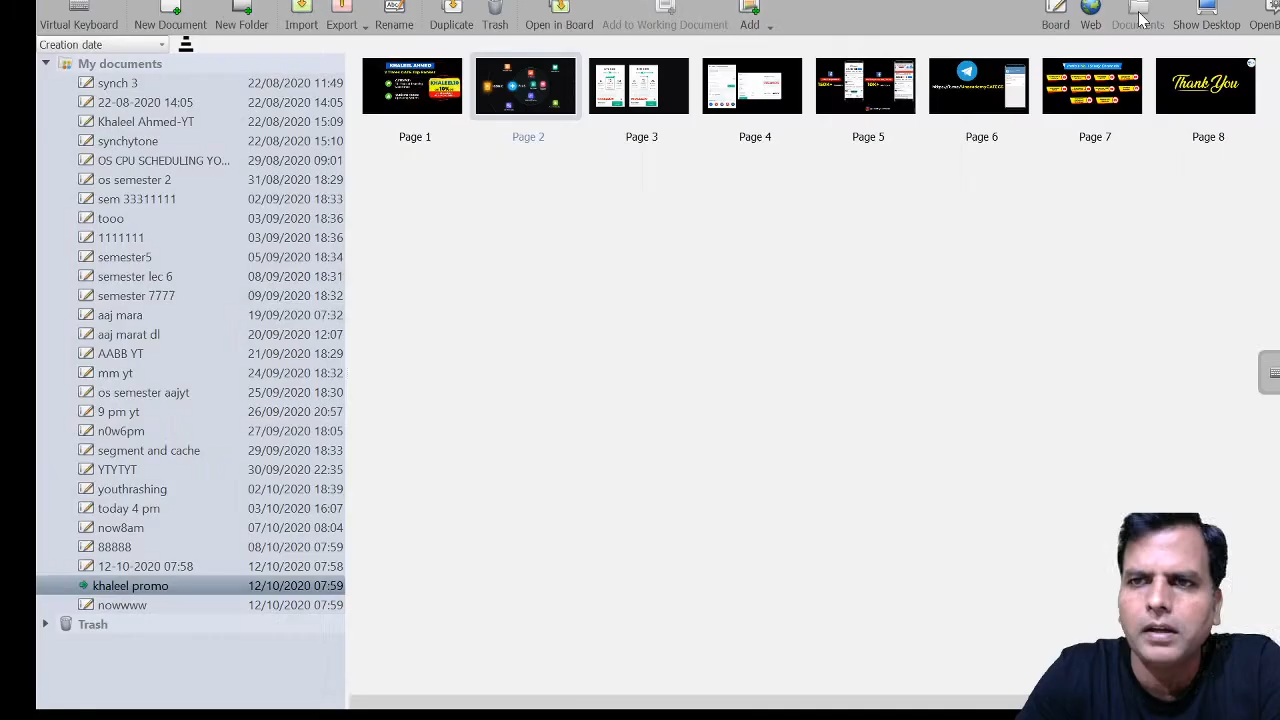 Virtual Keyboard New Document New Folder Import Export Rename Duplicate Trash Open in Board Add to Working Document Add Board Web Documents Show Desktop
Creation date
My documents
synch 3 22/08/2020
22-08-2020 14:05 22/08/2020
Khaleel Ahmed-YT 22/08/2020 15:09
synchytone 22/08/2020 15:10
OS CPU SCHEDULING YO... 29/08/2020 09:01
os semester 2 31/08/2020 18:29
sem 33311111 02/09/2020 18:33
tooo 03/09/2020 18:36
1111111 03/09/2020 18:36
semester5 05/09/2020 18:34
semester lec 6 08/09/2020 18:31
semester 7777 09/09/2020 18:32
aaj mara 19/09/2020 07:32
aaj marat dl 20/09/2020 12:07
AABB YT 21/09/2020 18:29
mm yt 24/09/2020 18:32
os semester aajyt 25/09/2020 18:30
9 pm yt 26/09/2020 20:57
n0w6pm 27/09/2020 18:05
segment and cache 29/09/2020 18:33
YTYTYT 30/09/2020 22:35
youthrashing 02/10/2020 18:39
today 4 pm 03/10/2020 16:07
now8am 07/10/2020 08:04
88888 08/10/2020 07:59
12-10-2020 07:58 12/10/2020 07:58
khaleel promo 12/10/2020 07:59
nowwww 12/10/2020 07:59
Trash
KHALEEL AHMED
KHALEEL10
10%
Thank You
Page 1 Page 2 Page 3 Page 4 Page 5 Page 6 Page 7 Page 8